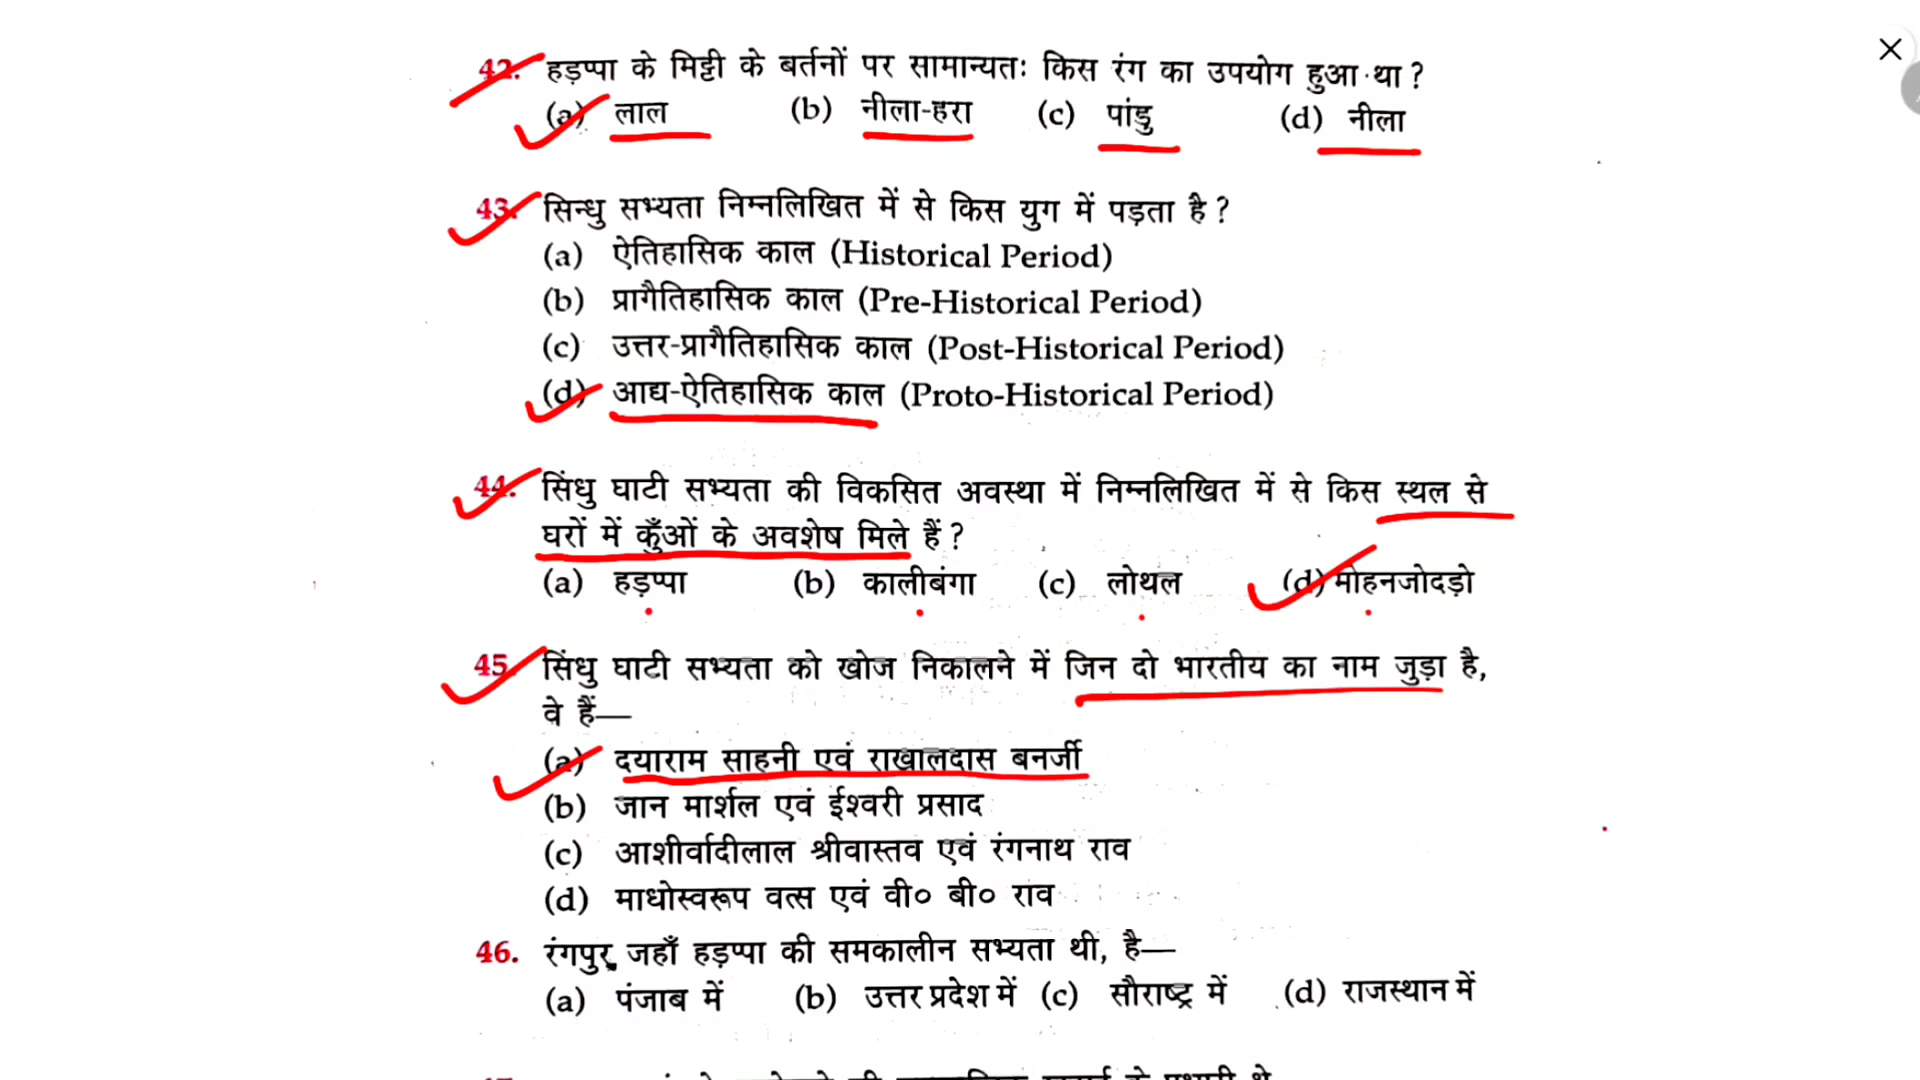 42. हड़प्पा के मिट्टी के बर्तनों पर सामान्यतः किस रंग का उपयोग हुआ था ?
(a) लाल (b) नीला-हरा (c) पांडु (d) नीला
43. सिन्धु सभ्यता निम्नलिखित में से किस युग में पड़ता है ?
(a) ऐतिहासिक काल (Historical Period)
(b) प्रागैतिहासिक काल (Pre-Historical Period)
(c) उत्तर-प्रागैतिहासिक काल (Post-Historical Period)
(d) आद्य-ऐतिहासिक काल (Proto-Historical Period)
44. सिंधु घाटी सभ्यता की विकसित अवस्था में निम्नलिखित में से किस स्थल से
घरों में कुँओं के अवशेष मिले हैं ?
(a) हड़प्पा (b) कालीबंगा (c) लोथल (d) मोहनजोदड़ो
45. सिंधु घाटी सभ्यता को खोज निकालने में जिन दो भारतीय का नाम जुड़ा है,
वे हैं—
(a) दयाराम साहनी एवं राखालदास बनर्जी
(b) जान मार्शल एवं ईश्वरी प्रसाद
(c) आशीर्वादीलाल श्रीवास्तव एवं रंगनाथ राव
(d) माधोस्वरूप वत्स एवं वी० बी० राव
46. रंगपुर, जहाँ हड़प्पा की समकालीन सभ्यता थी, है—
(a) पंजाब में (b) उत्तर प्रदेश में (c) सौराष्ट्र में (d) राजस्थान में